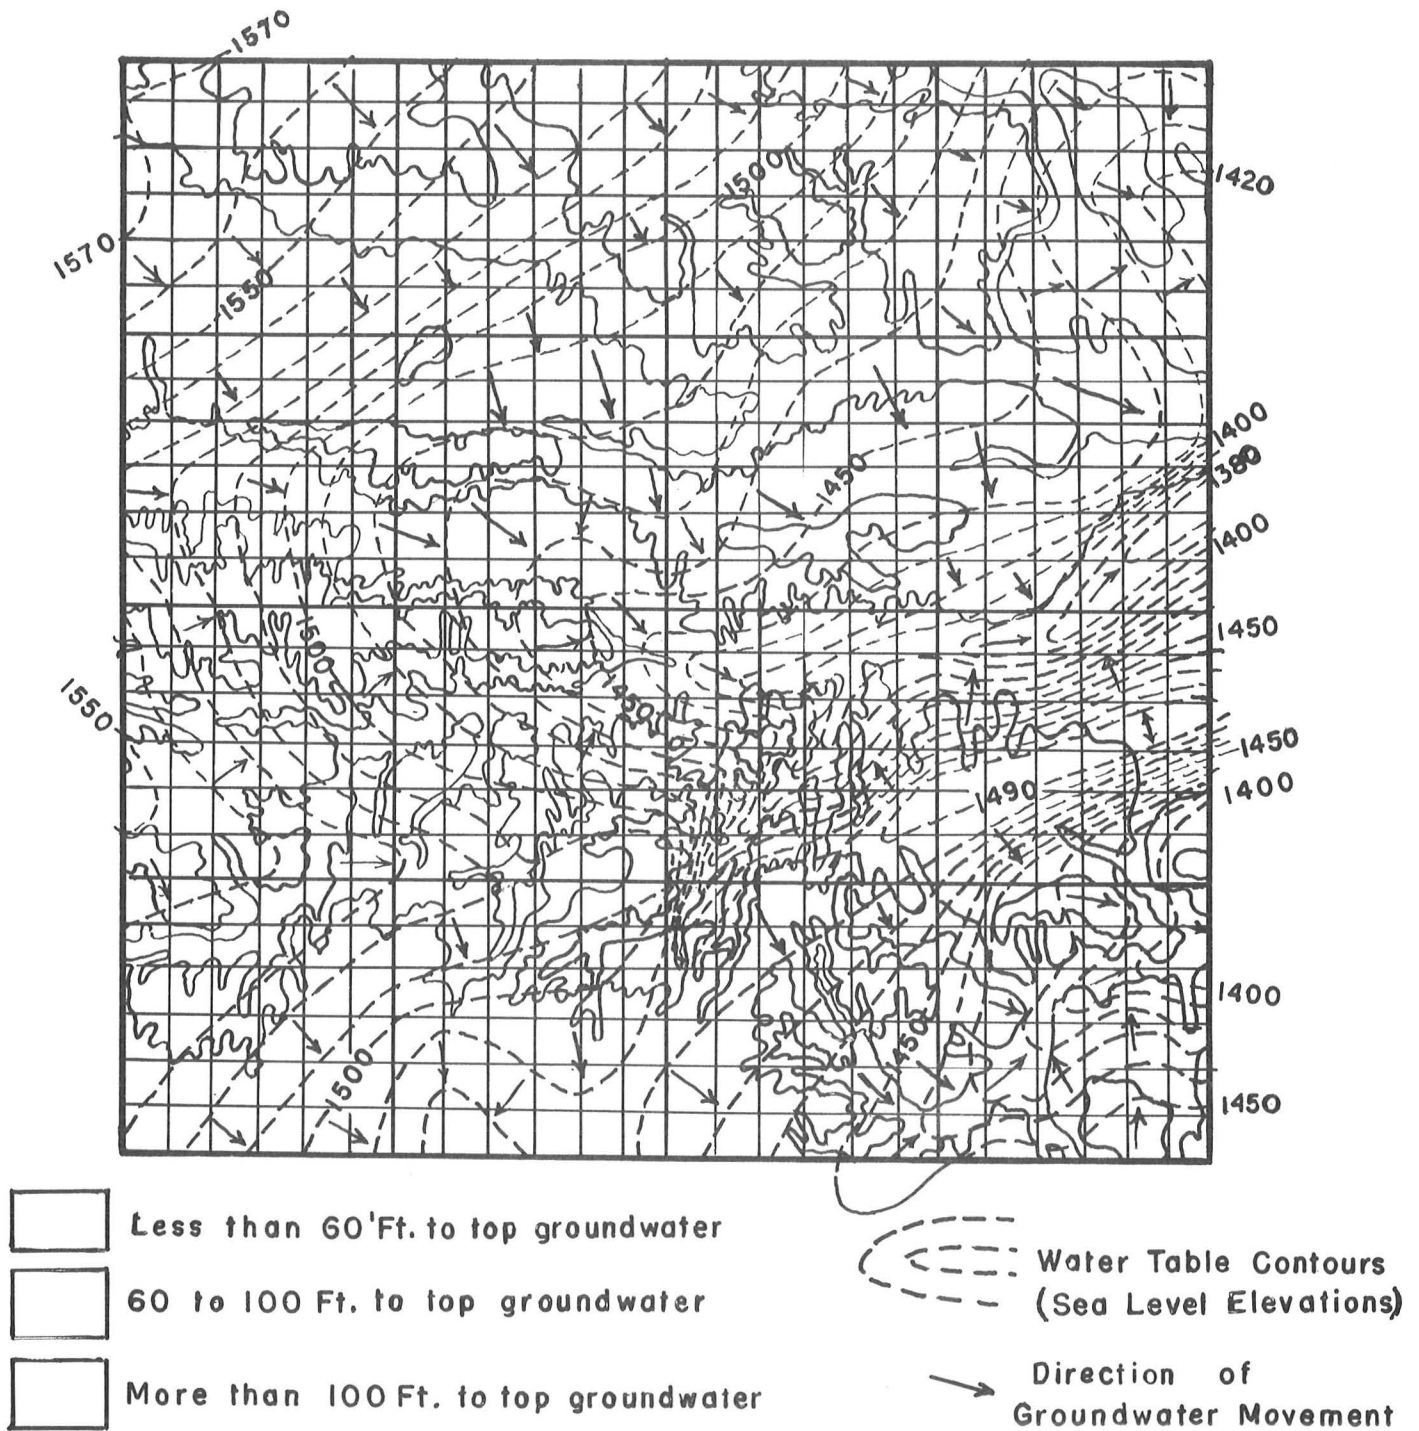 1570
1500
1420
1570
1550
1400
1380
1450
1400
1500
1450
1550
1450
1450
1490
1400
1400
1450
1500
1450
Less than 60'Ft. to top groundwater
60 to 100 Ft. to top groundwater
More than 100 Ft. to top groundwater
Water Table Contours
(Sea Level Elevations)
Direction of
Groundwater Movement